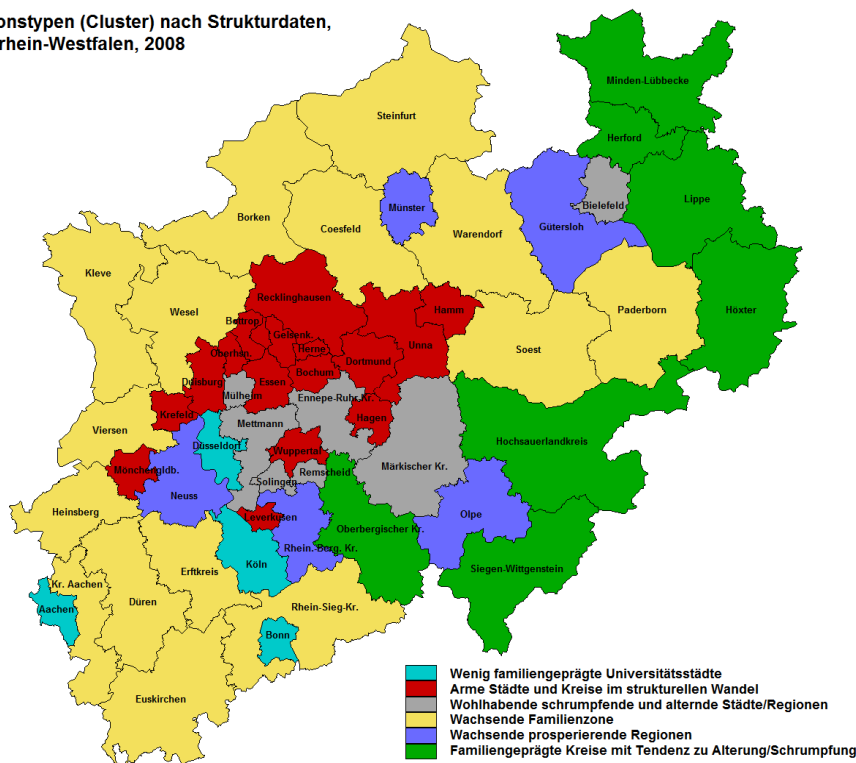 onstypen (Cluster) nach Strukturdaten,
rhein-Westfalen, 2008
Minden-Lübbecke
Steinfurt
Herford
Lippe
Bielefeld
Münster
Borken
Coesfeld
Warendorf
Gütersloh
Kleve
Recklinghausen
Wesel
Hamm
Paderborn
Höxter
Bottrop
Geisenk.
Herne
Unna
Soest
Oberhan.
Dortmund
Bochum
Duisburg
Essen
Mülheim
Ennepe-Ruhr-Kr.
Krefeld
Hagen
Mettmann
Viersen
Düsseldorf
Hochsauerlandkreis
Wuppertal
Märkischer Kr.
Mönchengldb.
Remscheid
Solingen
Neuss
Heinsberg
Leverkusen
Olpe
Oberbergischer Kr.
Rhein.-Berg. Kr.
Köln
Siegen-Wittgenstein
Erftkreis
Kr. Aachen
Düren
Aachen
Rhein-Sieg-Kr.
Bonn
Euskirchen
Wenig familiengeprägte Universitätsstädte
Arme Städte und Kreise im strukturellen Wandel
Wohlhabende schrumpfende und alternde Städte/Regionen
Wachsende Familienzone
Wachsende prosperierende Regionen
Familiengeprägte Kreise mit Tendenz zu Alterung/Schrumpfung